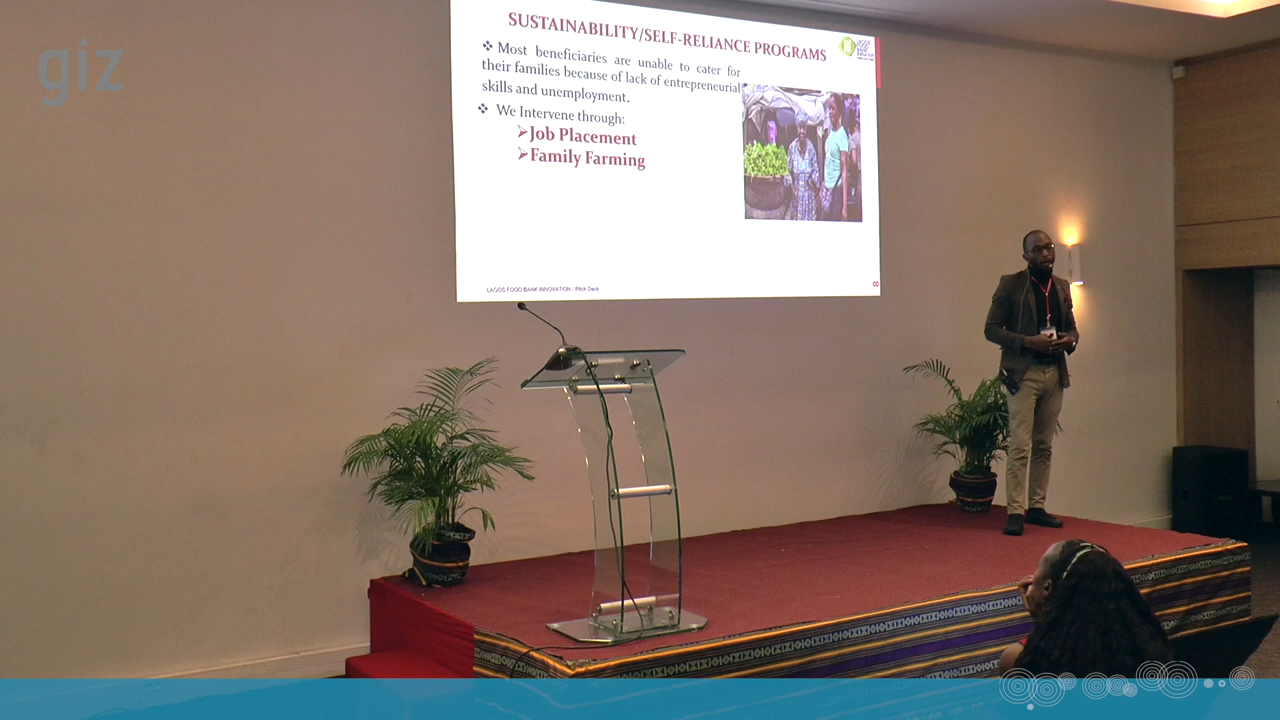 giz
SUSTAINABILITY/SELF-RELIANCE PROGRAMS
❖ Most beneficiaries are unable to cater for
their families because of lack of entrepreneurial
skills and unemployment.
❖ We Intervene through:
➢Job Placement
➢Family Farming
LAGOS FOOD BANK INNOVATION - Pitch Deck
8